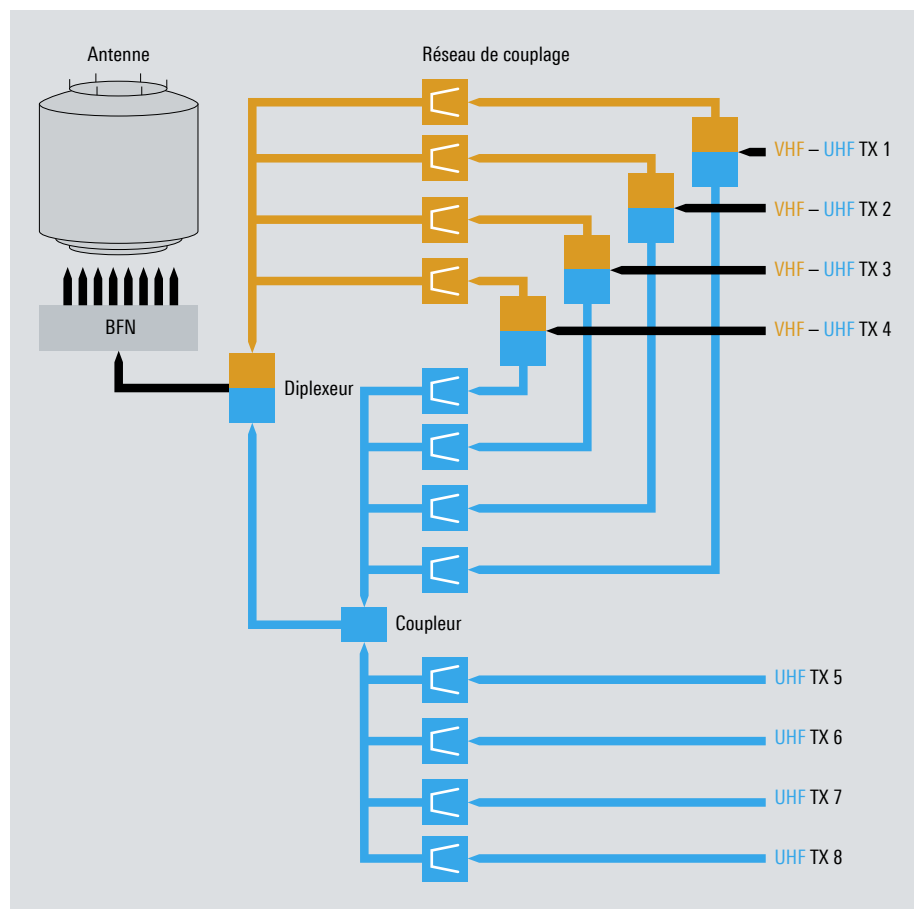 Antenne
Réseau de couplage
VHF – UHF TX 1
VHF – UHF TX 2
VHF – UHF TX 3
BFN
VHF – UHF TX 4
Diplexeur
Coupleur
UHF TX 5
UHF TX 6
UHF TX 7
UHF TX 8